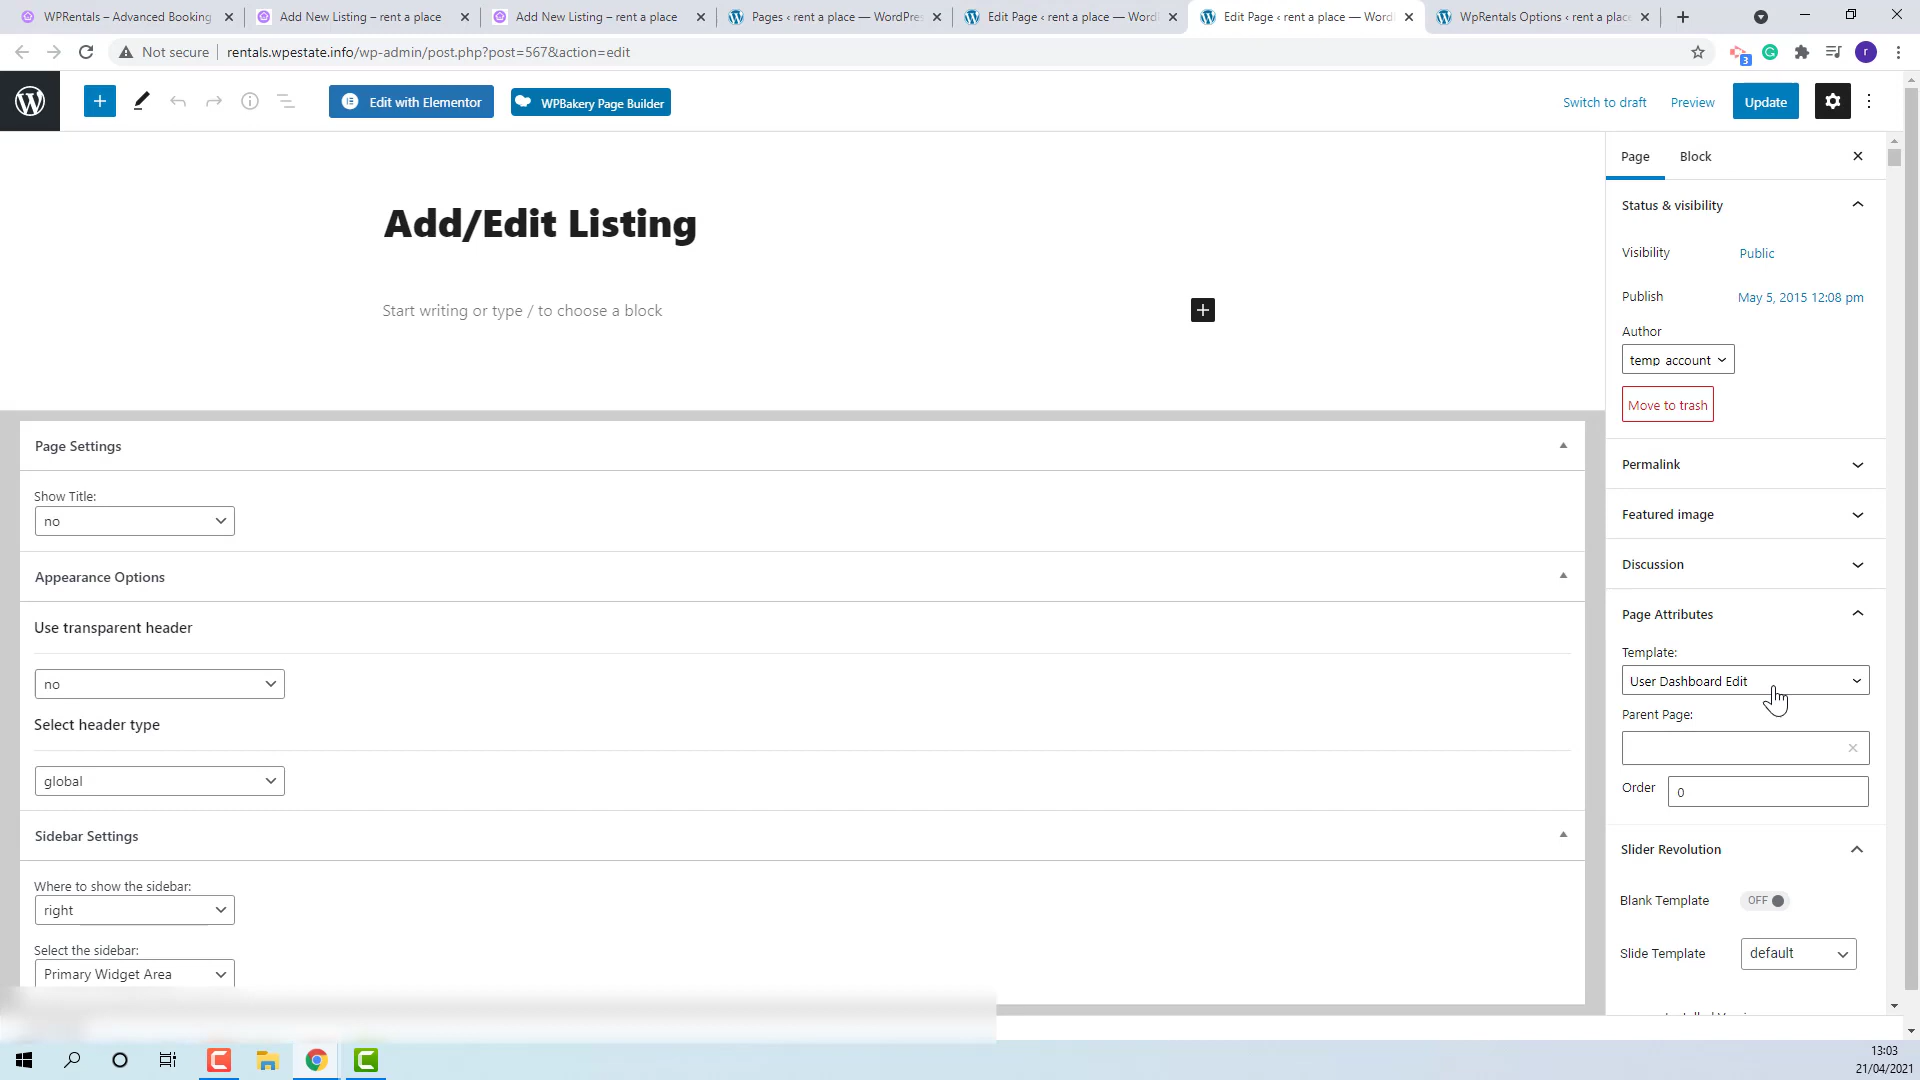 WPRentals – Advanced Booking
Add New Listing – rent a place
Add New Listing – rent a place
Pages ‹ rent a place — WordPre
Edit Page ‹ rent a place — Word
Edit Page ‹ rent a place — Word
WpRentals Options ‹ rent a place
Not secure
rentals.wpestate.info/wp-admin/post.php?post=567&action=edit
3
r
Edit with Elementor
WPBakery Page Builder
Switch to draft
Preview
Update
Add/Edit Listing
Start writing or type / to choose a block
Page Settings
Show Title:
no
Appearance Options
Use transparent header
no
Select header type
global
Sidebar Settings
Where to show the sidebar:
right
Select the sidebar:
Primary Widget Area
Page
Block
Status & visibility
Visibility
Public
Publish
May 5, 2015 12:08 pm
Author
temp_account
Move to trash
Permalink
Featured image
Discussion
Page Attributes
Template:
User Dashboard Edit
Parent Page:
Order
0
Slider Revolution
Blank Template
OFF
Slide Template
default
13:03
21/04/2021